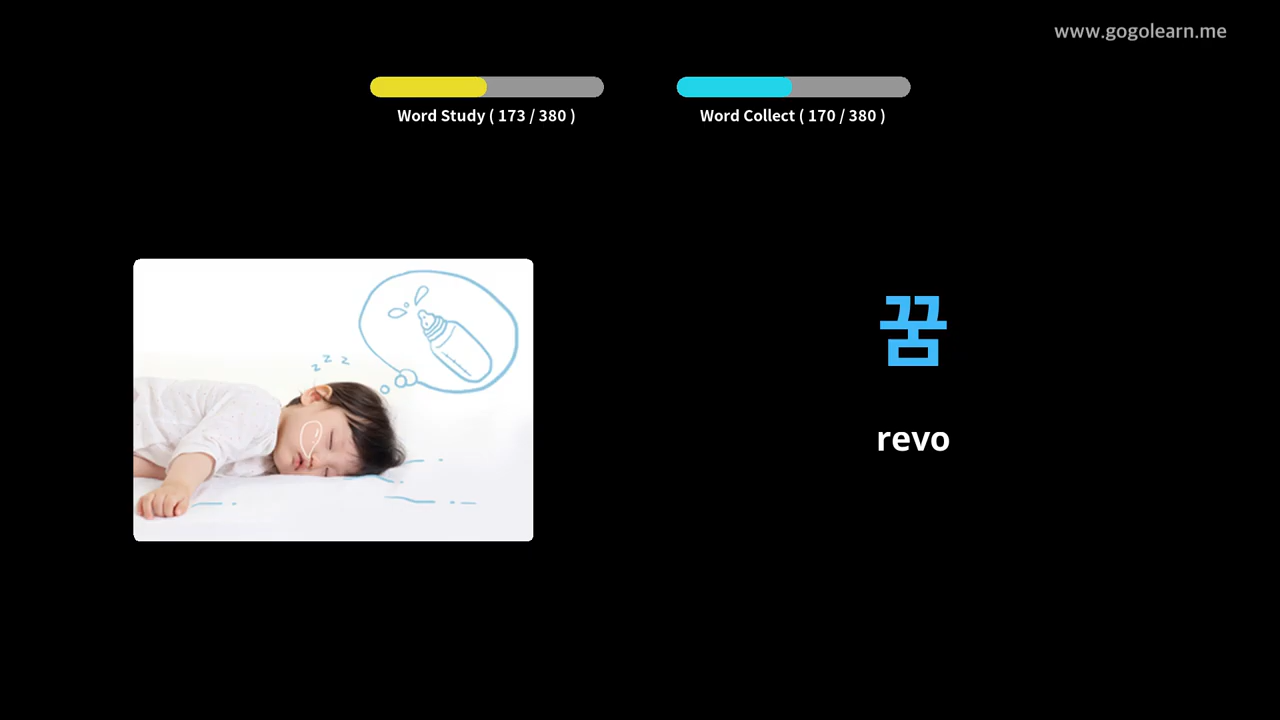 www.gogolearn.me
Word Study ( 173 / 380 )
Word Collect ( 170 / 380 )
z z z
꿈
revo